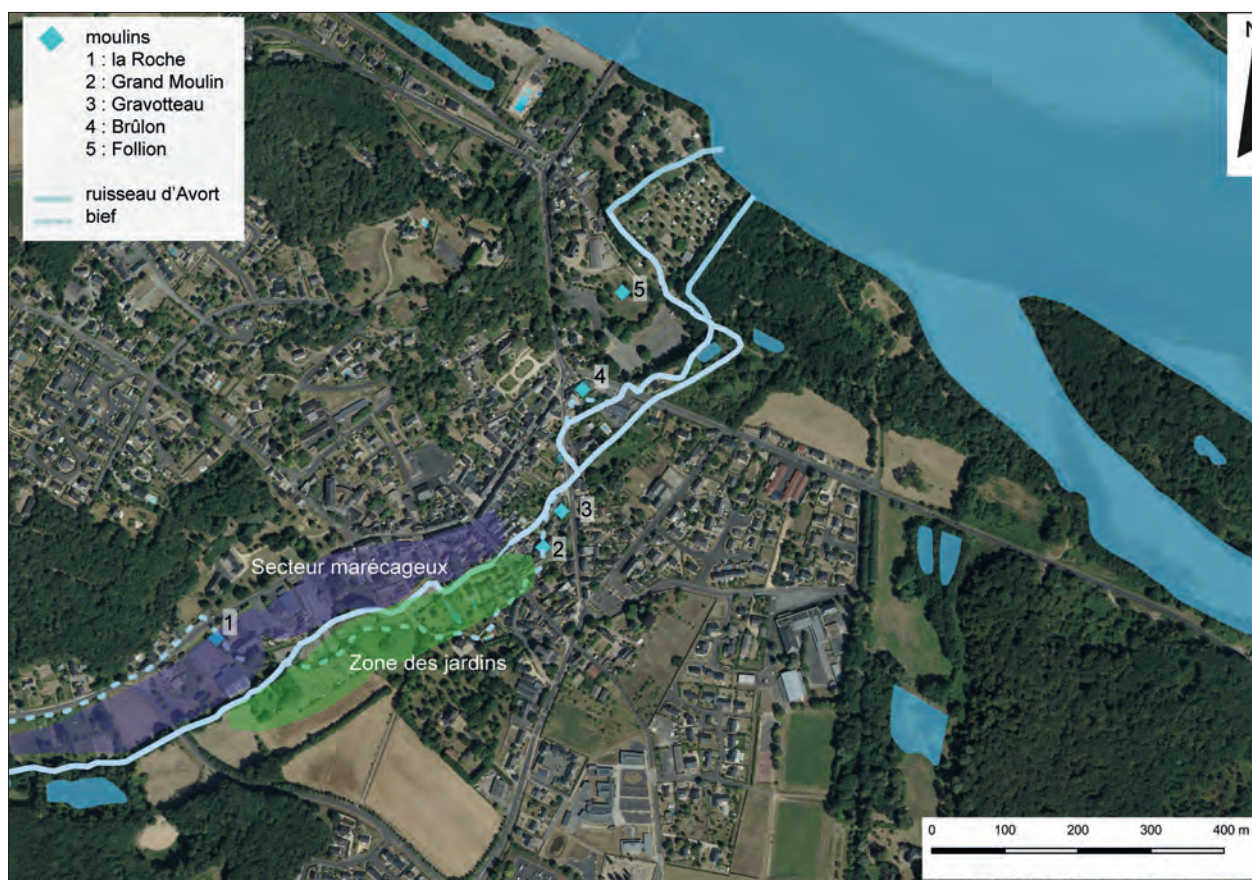 moulins
1 : la Roche
2 : Grand Moulin
3 : Gravotteau
4 : Brûlon
5 : Follion
ruisseau d'Avort
bief
N
5
4
3
2
Secteur marécageux
1
Zone des jardins
0 100 200 300 400 m